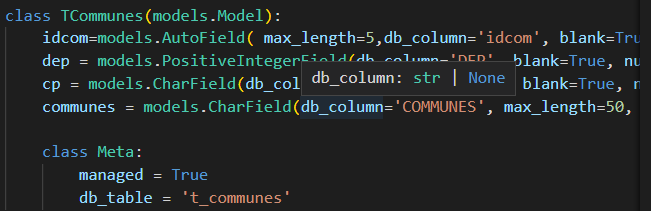 class TCommunes(models.Model):
idcom=models.AutoField( max_length=5,db_column='idcom', blank=Tru
dep = models.PositiveIntegerField(db_column='DEP', blank=True, nu
cp = models.CharField(db_col blank=True, n
db_column: str | None
communes = models.CharField(db_column='COMMUNES', max_length=50,
class Meta:
managed = True
db_table = 't_communes'